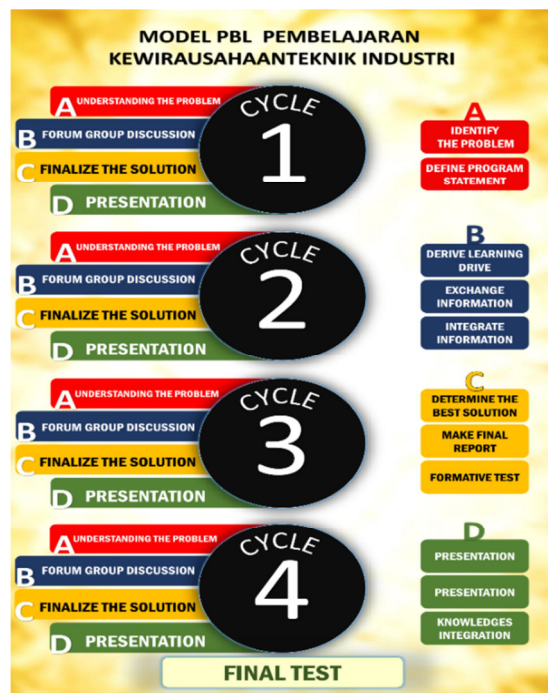 MODEL PBL PEMBELAJARAN
KEWIRAUSAHAANTEKNIK INDUSTRI
CYCLE
1
A UNDERSTANDING THE PROBLEM
B FORUM GROUP DISCUSSION
C FINALIZE THE SOLUTION
D PRESENTATION
CYCLE
2
A UNDERSTANDING THE PROBLEM
B FORUM GROUP DISCUSSION
C FINALIZE THE SOLUTION
D PRESENTATION
CYCLE
3
A UNDERSTANDING THE PROBLEM
B FORUM GROUP DISCUSSION
C FINALIZE THE SOLUTION
D PRESENTATION
CYCLE
4
A UNDERSTANDING THE PROBLEM
B FORUM GROUP DISCUSSION
C FINALIZE THE SOLUTION
D PRESENTATION
A
IDENTIFY
THE PROBLEM
DEFINE PROGRAM
STATEMENT
B
DERIVE LEARNING
DRIVE
EXCHANGE
INFORMATION
INTEGRATE
INFORMATION
C
DETERMINE THE
BEST SOLUTION
MAKE FINAL
REPORT
FORMATIVE TEST
D
PRESENTATION
PRESENTATION
KNOWLEDGES
INTEGRATION
FINAL TEST